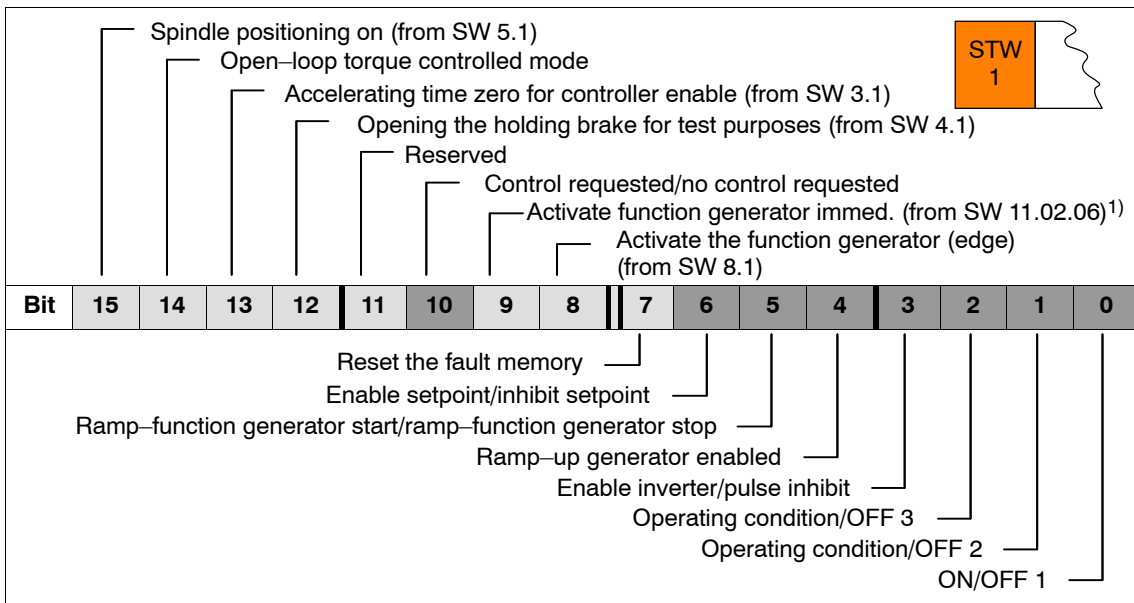 Spindle positioning on (from SW 5.1)
STW
1
Open–loop torque controlled mode
Accelerating time zero for controller enable (from SW 3.1)
Opening the holding brake for test purposes (from SW 4.1)
Reserved
Control requested/no control requested
Activate function generator immed. (from SW 11.02.06)1)
Activate the function generator (edge)
(from SW 8.1)
Bit 15 14 13 12 11 10 9 8 7 6 5 4 3 2 1 0
Reset the fault memory
Enable setpoint/inhibit setpoint
Ramp–function generator start/ramp–function generator stop
Ramp–up generator enabled
Enable inverter/pulse inhibit
Operating condition/OFF 3
Operating condition/OFF 2
ON/OFF 1